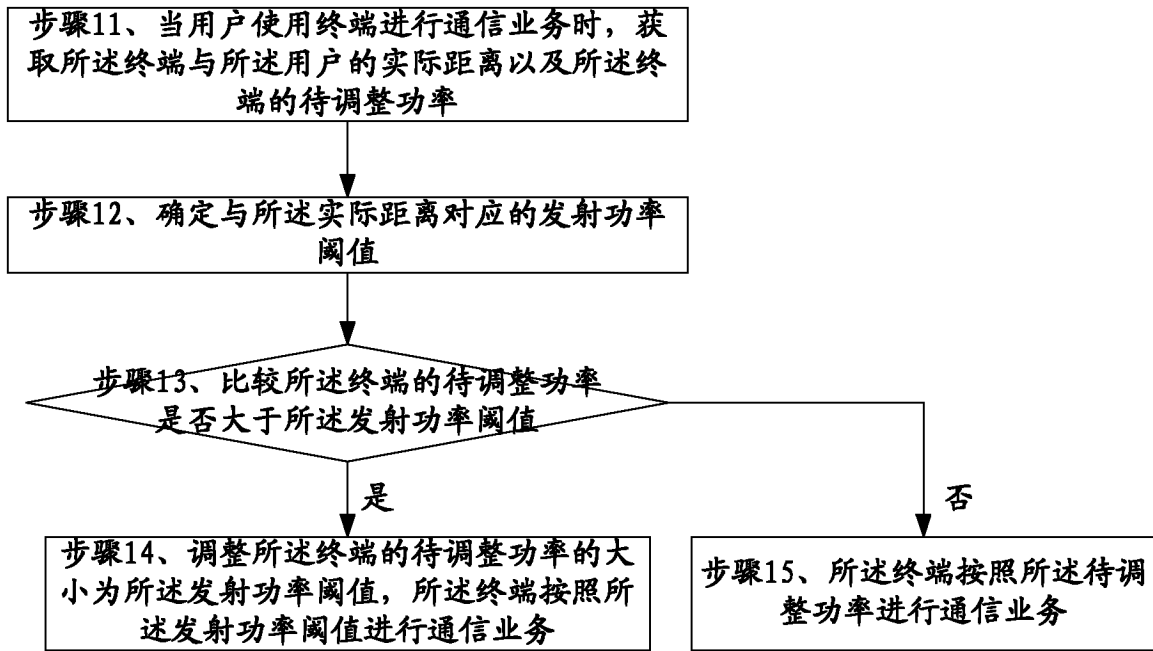 步骤11、当用户使用终端进行通信业务时，获
取所述终端与所述用户的实际距离以及所述终
端的待调整功率
步骤12、确定与所述实际距离对应的发射功率
阈值
步骤13、比较所述终端的待调整功率
是否大于所述发射功率阈值
是
否
步骤14、调整所述终端的待调整功率的大
小为所述发射功率阈值，所述终端按照所
述发射功率阈值进行通信业务
步骤15、所述终端按照所述待调
整功率进行通信业务